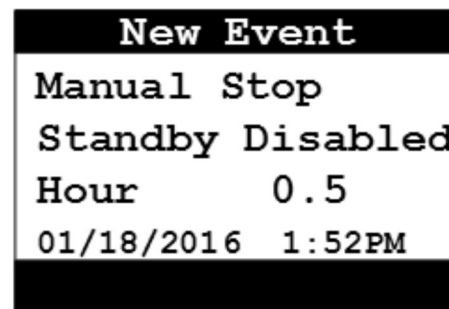 New Event
Manual Stop
Standby Disabled
Hour 0.5
01/18/2016 1:52PM